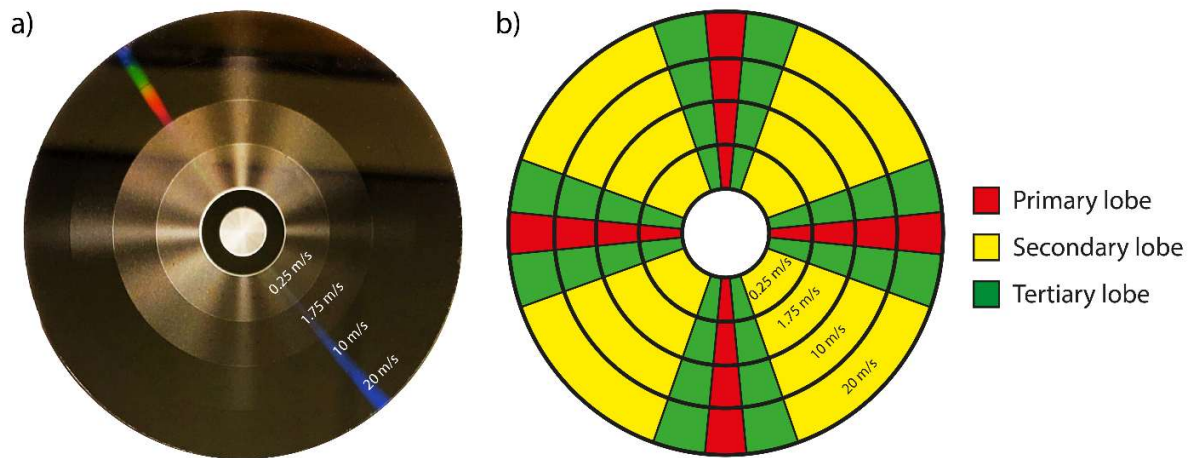 a)
0.25 m/s
1.75 m/s
10 m/s
20 m/s
b)
0.25 m/s
1.75 m/s
10 m/s
20 m/s
Primary lobe
Secondary lobe
Tertiary lobe